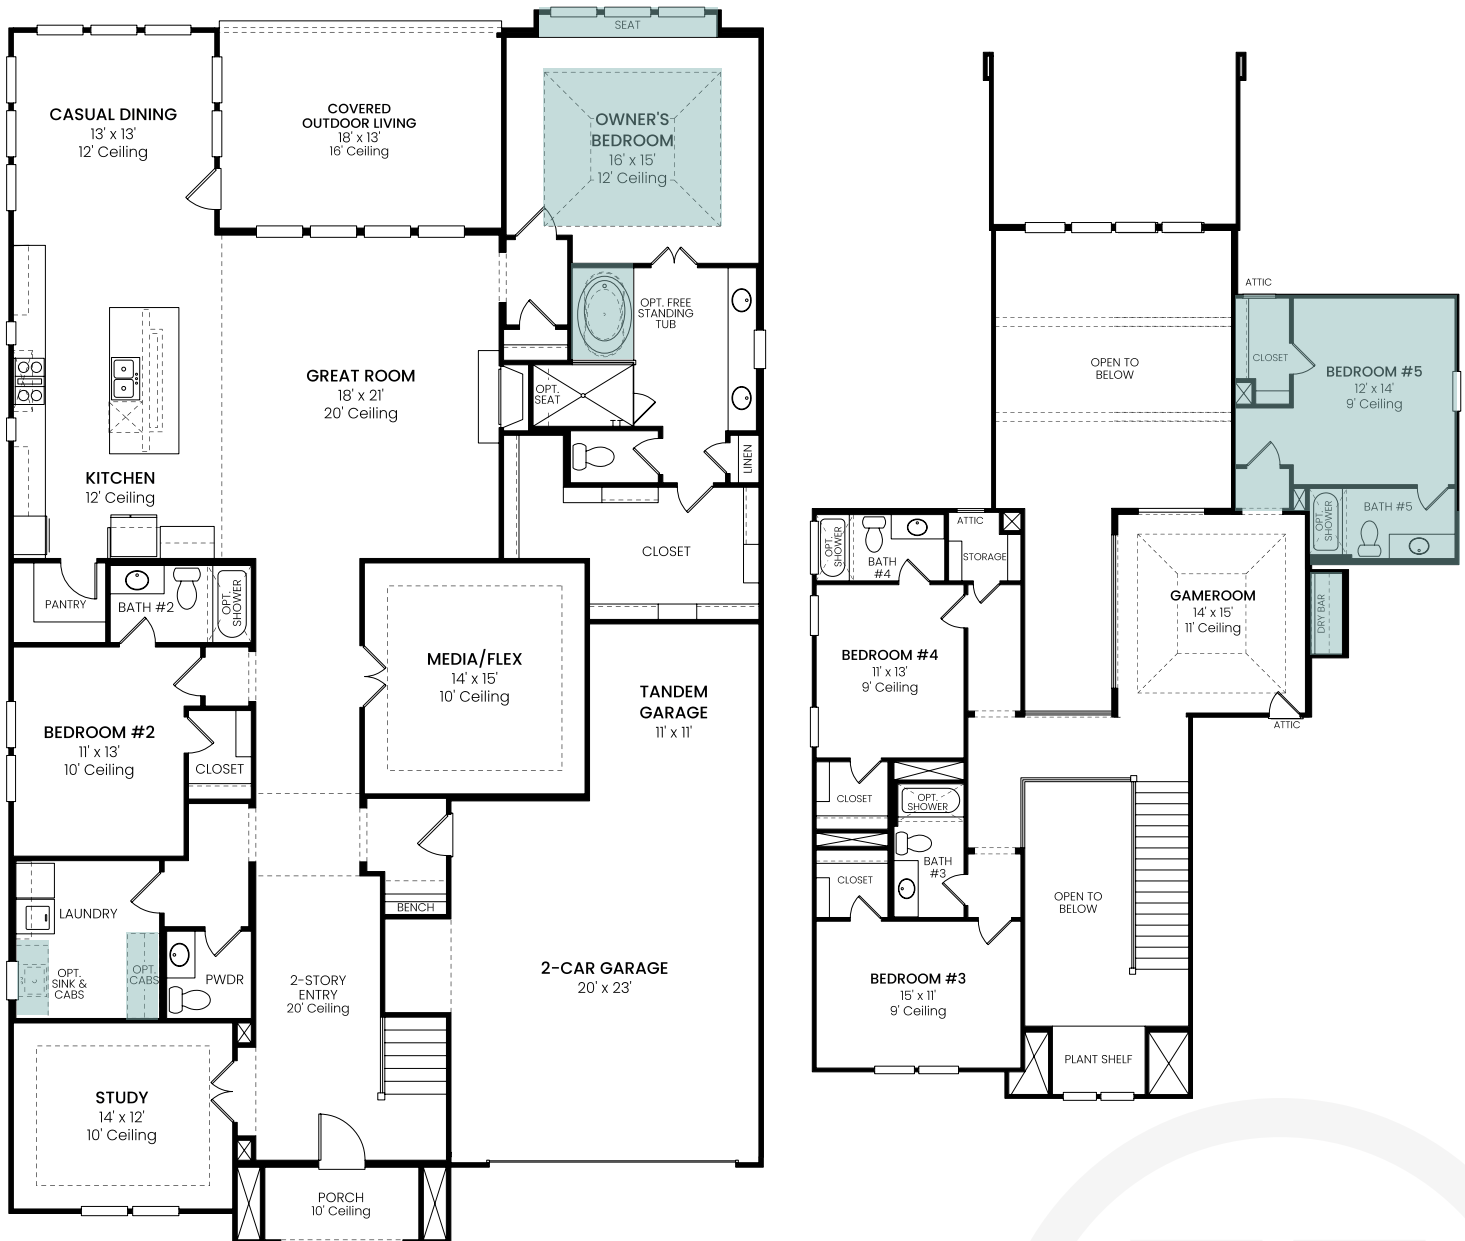 SEAT
CASUAL DINING
13' x 13'
12' Ceiling
COVERED
OUTDOOR LIVING
18' x 13'
16' Ceiling
OWNER'S
BEDROOM
16' x 15'
12' Ceiling
OPT. FREE
STANDING
TUB
GREAT ROOM
18' x 21'
20' Ceiling
OPT.
SEAT
LINEN
KITCHEN
12' Ceiling
CLOSET
PANTRY
BATH #2
OPT.
SHOWER
MEDIA/FLEX
14' x 15'
10' Ceiling
TANDEM
GARAGE
11' x 11'
BEDROOM #2
11' x 13'
10' Ceiling
CLOSET
BENCH
LAUNDRY
OPT.
SINK &
CABS
OPT.
CABS
PWDR
2-STORY
ENTRY
20' Ceiling
2-CAR GARAGE
20' x 23'
STUDY
14' x 12'
10' Ceiling
PORCH
10' Ceiling
ATTIC
OPEN TO
BELOW
CLOSET
BEDROOM #5
12' x 14'
9' Ceiling
OPT.
SHOWER
BATH #5
OPT.
SHOWER
BATH
#4
ATTIC
STORAGE
GAMEROOM
14' x 15'
11' Ceiling
DRY BAR
BEDROOM #4
11' x 13'
9' Ceiling
ATTIC
CLOSET
OPT.
SHOWER
BATH
#3
CLOSET
OPEN TO
BELOW
BEDROOM #3
15' x 11'
9' Ceiling
PLANT SHELF